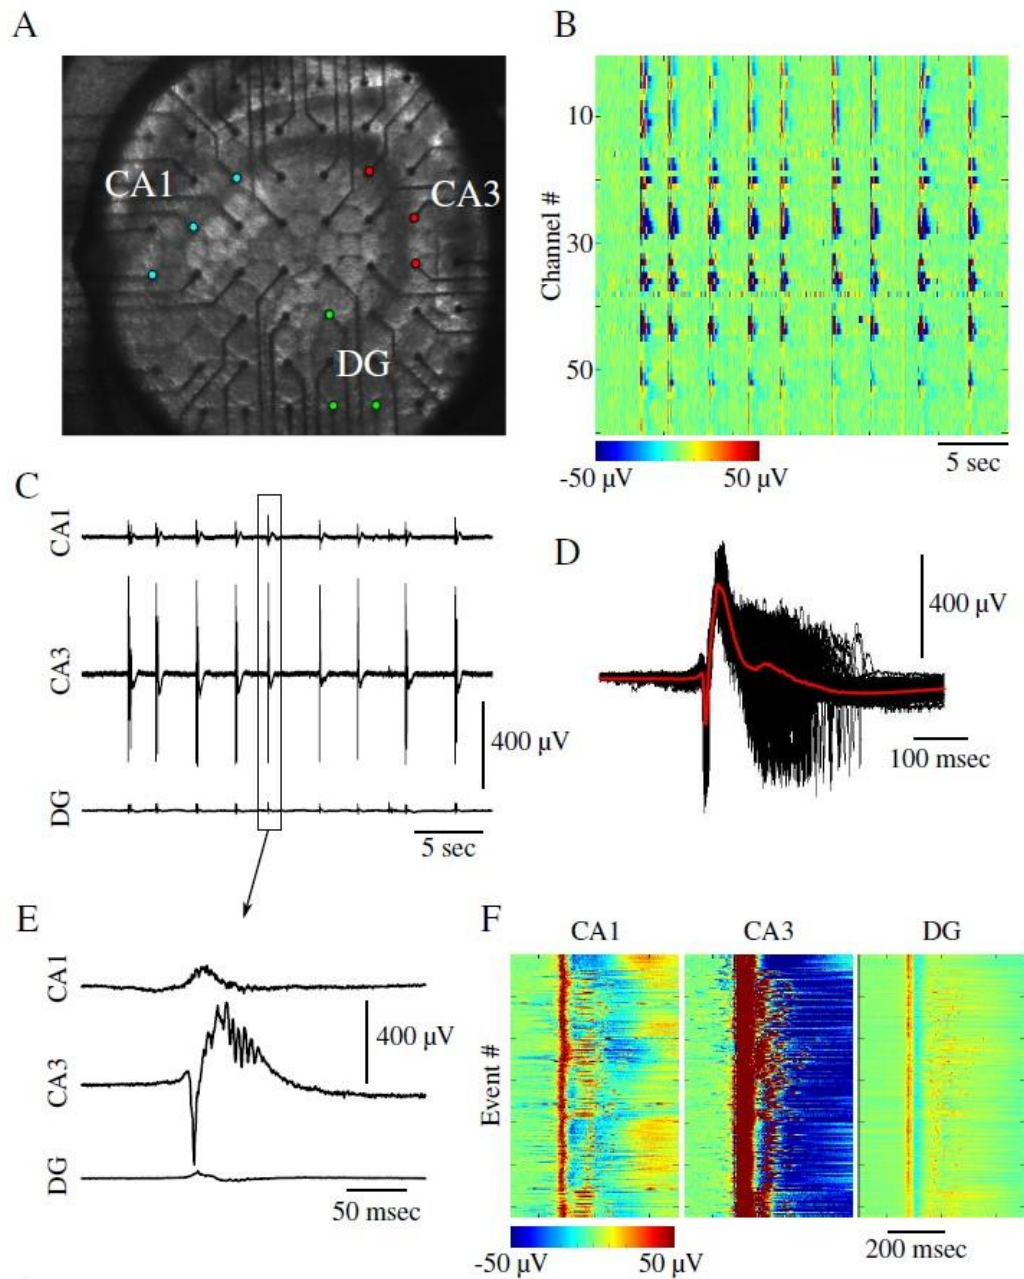 A
CA1
CA3
DG
B
Channel #
10
30
50
-50 µV
50 µV
5 sec
C
CA1
CA3
DG
400 µV
5 sec
D
400 µV
100 msec
E
CA1
CA3
DG
400 µV
50 msec
F
CA1
CA3
DG
Event #
-50 µV
50 µV
200 msec